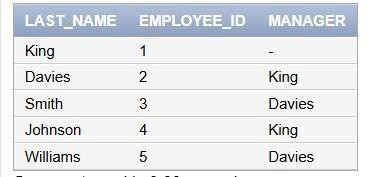 LAST_NAME EMPLOYEE_ID MANAGER
King 1 -
Davies 2 King
Smith 3 Davies
Johnson 4 King
Williams 5 Davies